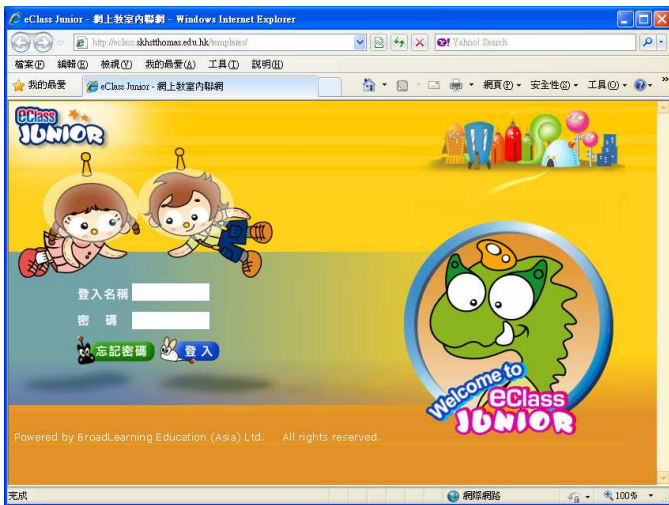 eClass Junior - 網上教室內聯網 - Windows Internet Explorer
http://eclass.skhstthomas.edu.hk/templates/
Yahoo! Search
檔案(F) 編輯(E) 檢視(V) 我的最愛(A) 工具(T) 說明(H)
我的最愛 eClass Junior - 網上教室內聯網 網頁(P) 安全性(S) 工具(O)
eClass
JUNIOR
登入名稱
密 碼
忘記密碼 登入
Welcome to
eClass
JUNIOR
Powered by BroadLearning Education (Asia) Ltd. All rights reserved.
完成 網際網路 100%